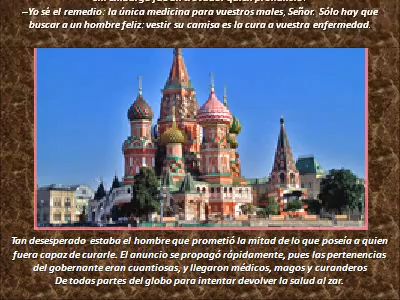 –Yo sé el remedio: la única medicina para vuestros males, Señor. Sólo hay que
buscar a un hombre feliz: vestir su camisa es la cura a vuestra enfermedad.
Tan desesperado estaba el hombre que prometió la mitad de lo que poseía a quien
fuera capaz de curarle. El anuncio se propagó rápidamente, pues las pertenencias
del gobernante eran cuantiosas, y llegaron médicos, magos y curanderos
De todas partes del globo para intentar devolver la salud al zar.